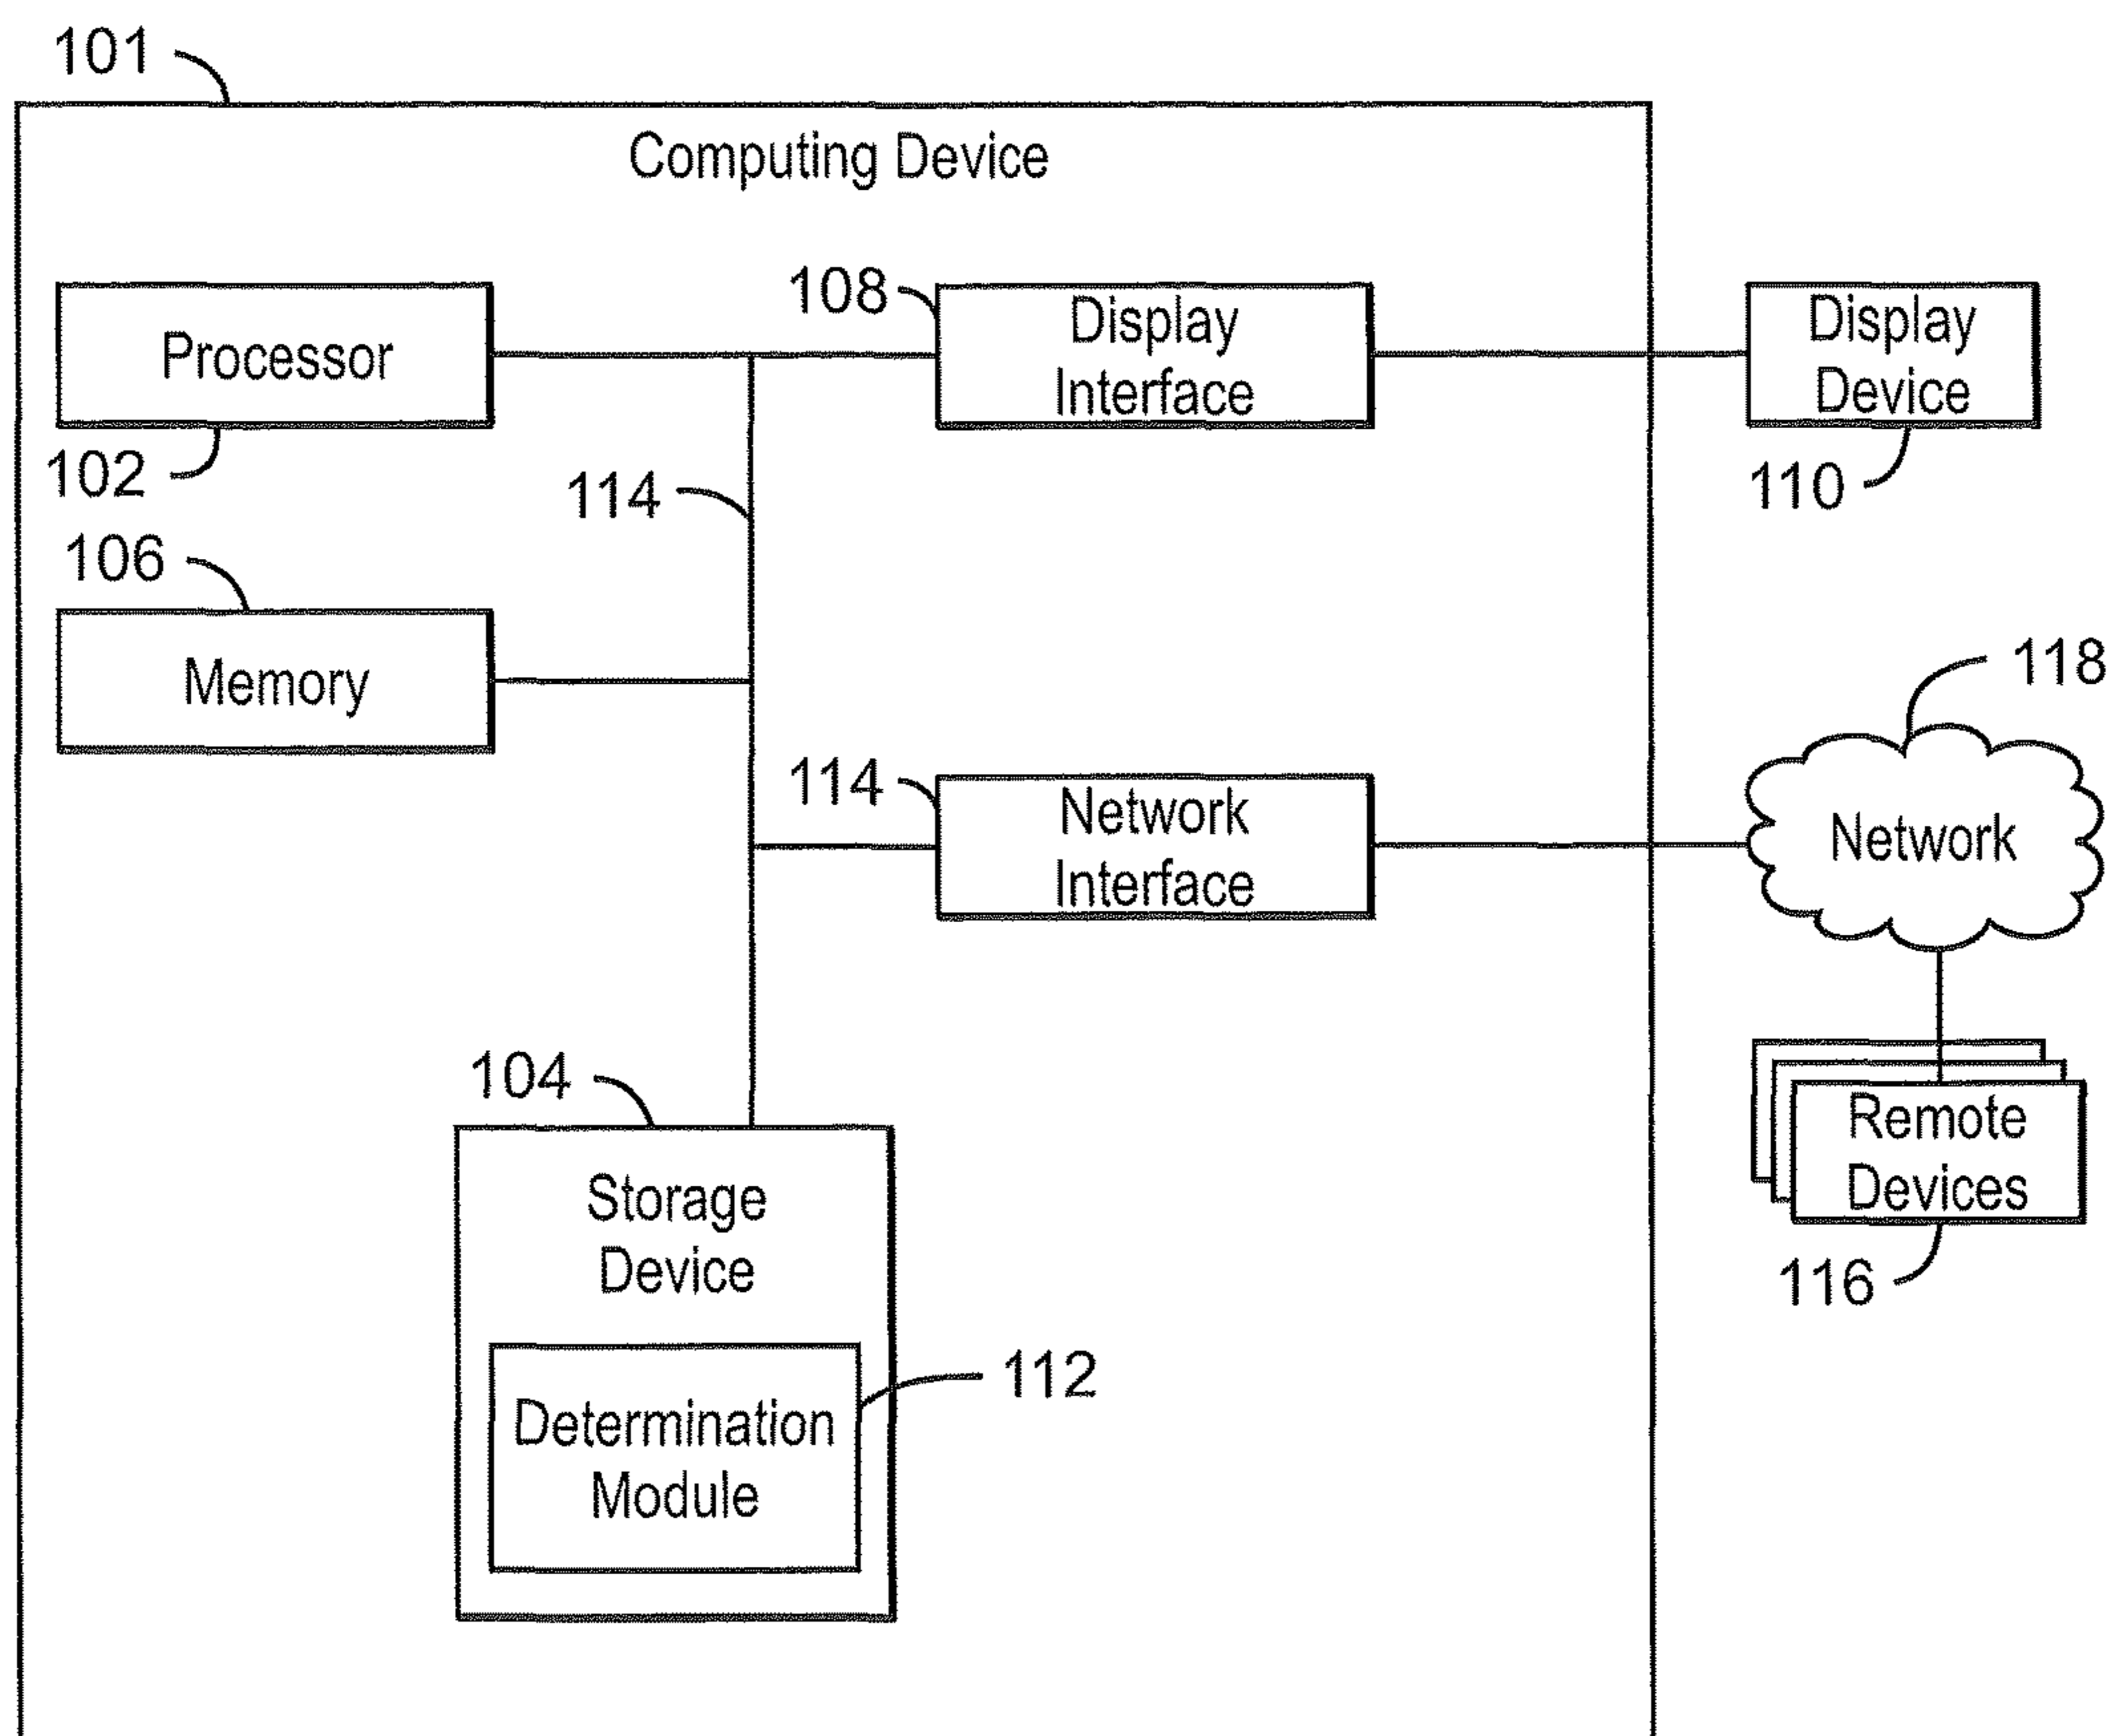 101
Computing Device
Processor
102
108
Display
Interface
Display
Device
110
114
106
Memory
118
Network
114
Network
Interface
Remote
Devices
116
104
Storage
Device
Determination
Module
112